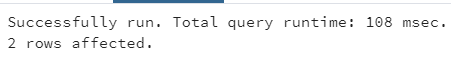 Successfully run. Total query runtime: 108 msec.
2 rows affected.